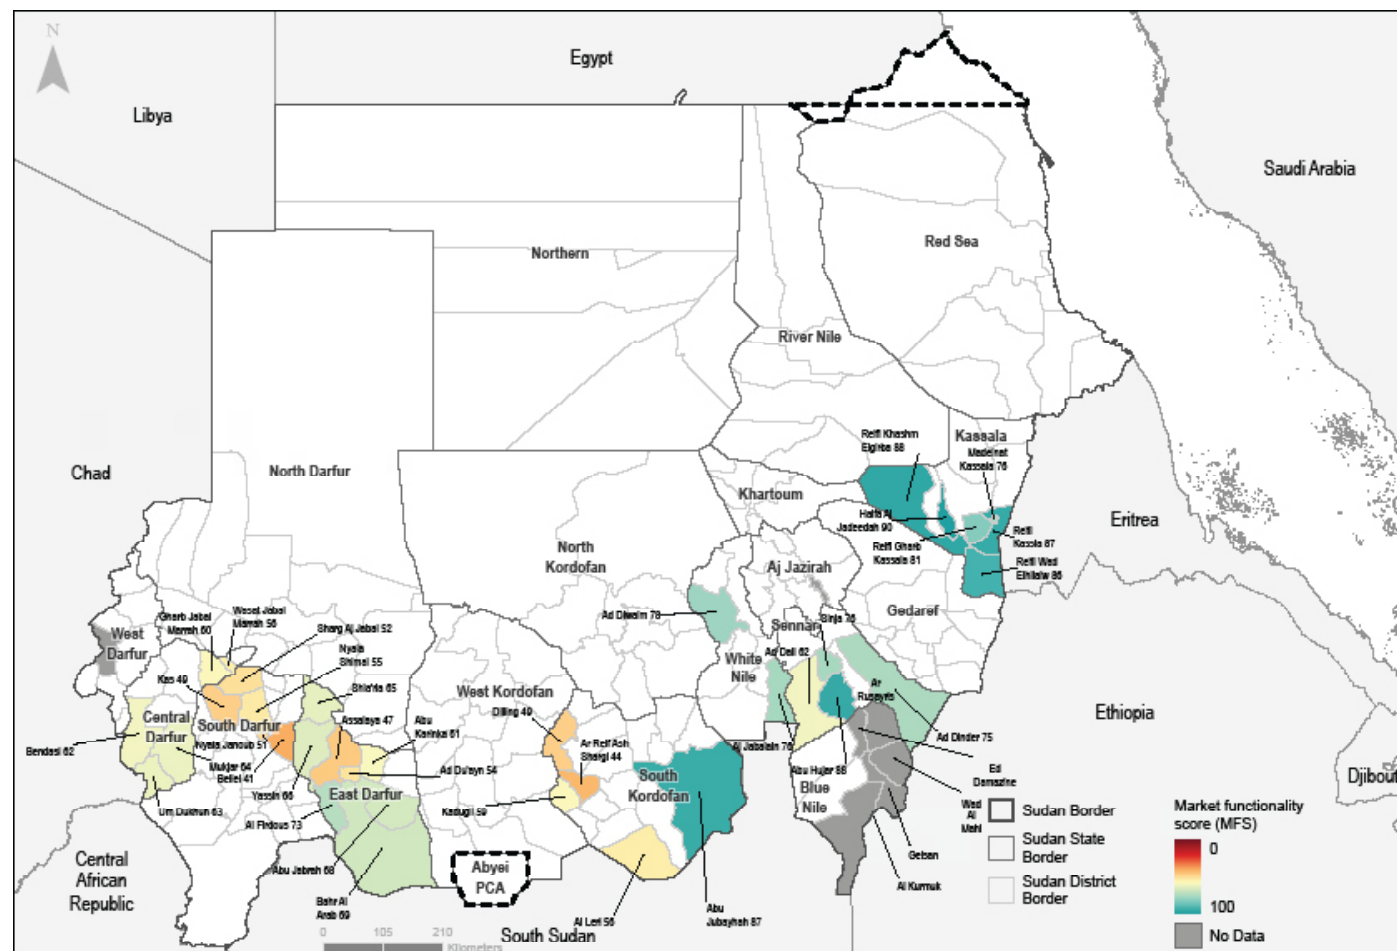 N
Egypt
Libya
Saudi Arabia
Northern
Red Sea
River Nile
Chad
North Darfur
Reifi Khashm
Elgirba 88
Kassala
Madeinat
Kassala 76
Khartoum
Halfa Al
Jadeedah 90
Reifi Gharb
Kassala 81
Reifi
Kassla 87
Reifi Wad
Elhilaiw 86
Eritrea
North
Kordofan
Aj Jazirah
Gedaref
Gharb Jabal
Marrah 60
Wasat Jabal
Marrah 56
Sharg Aj Jabal 52
Nyala
Shimal 55
West
Darfur
Kas 49
Shia'ria 65
Ad Diwaim 78
Sennar
Sinja 76
Ad Dali 62
White
Nile
Ar
Rusayris
West Kordofan
Dilling 49
Central
Darfur
South Darfur
Assalaya 47
Abu
Karinka 61
Ar Reif Ash
Shargi 44
Bendasi 62
Nyala Janoub 51
Mukjar 64
Beliel 41
Yassin 66
Ad Du'ayn 54
East Darfur
Kadugli 59
South
Kordofan
Aj Jabalain 76
Abu Hujar 88
Blue
Nile
Ad Dinder 75
Ed
Damazine
Wad
Al
Mahi
Geisan
Al Kurmuk
Ethiopia
Djibouti
Um Dukhun 63
Al Firdous 73
Abu Jabrah 68
Bahr Al
Arab 69
Abyei
PCA
Al Leri 56
Abu
Jubayhah 87
Central
African
Republic
South Sudan
0 105 210
Kilometers
Sudan Border
Sudan State
Border
Sudan District
Border
Market functionality
score (MFS)
0
100
No Data